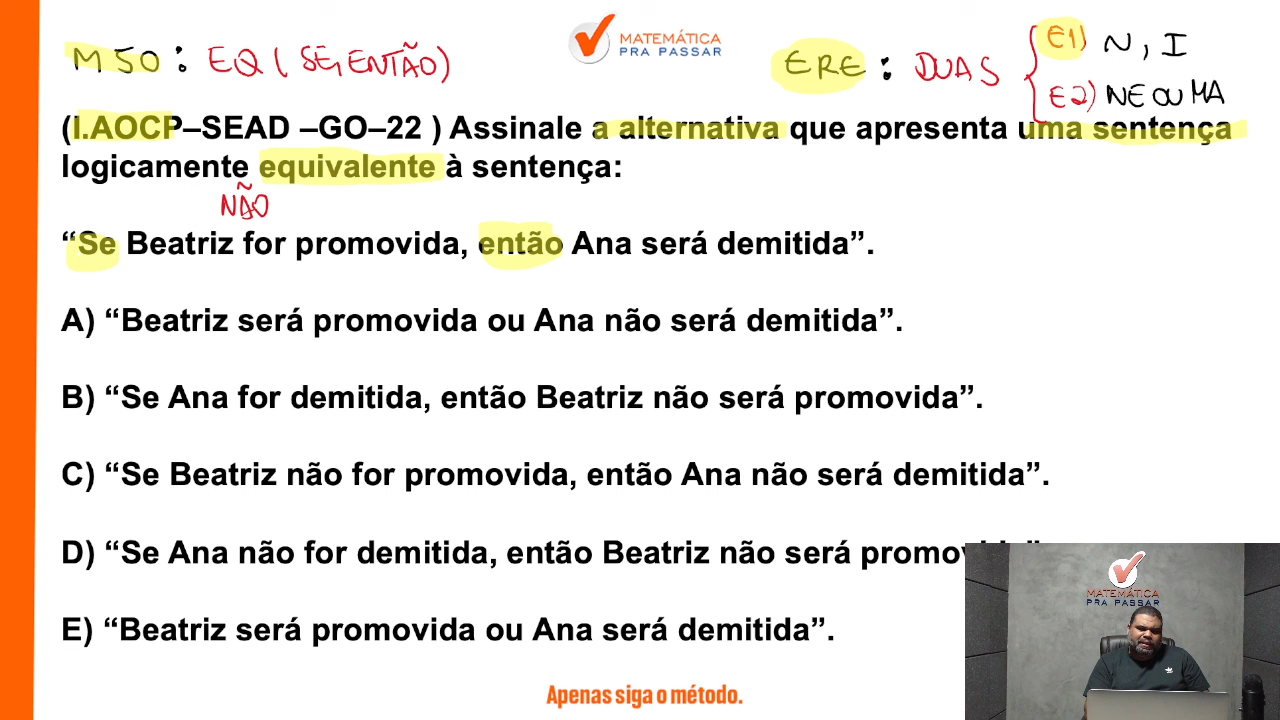 M50 : EQ ( SE, ENTÃO)
MATEMÁTICA
PRA PASSAR
ERE : DUAS
E1) N, I
E2) NEOUMA
(I.AOCP–SEAD –GO–22 ) Assinale a alternativa que apresenta uma sentença
logicamente equivalente à sentença:
NÃO
“Se Beatriz for promovida, então Ana será demitida”.
A) “Beatriz será promovida ou Ana não será demitida”.
B) “Se Ana for demitida, então Beatriz não será promovida”.
C) “Se Beatriz não for promovida, então Ana não será demitida”.
D) “Se Ana não for demitida, então Beatriz não será
E) “Beatriz será promovida ou Ana será demitida”.
MATEMÁTICA
PRA PASSAR
Apenas siga o método.